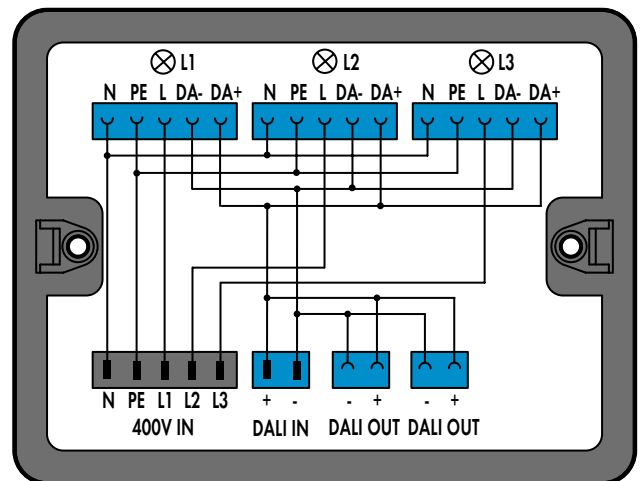 L1 L2 L3
N PE L DA- DA+ N PE L DA- DA+ N PE L DA- DA+
N PE L1 L2 L3 + - - + - +
400V IN DALI IN DALI OUT DALI OUT